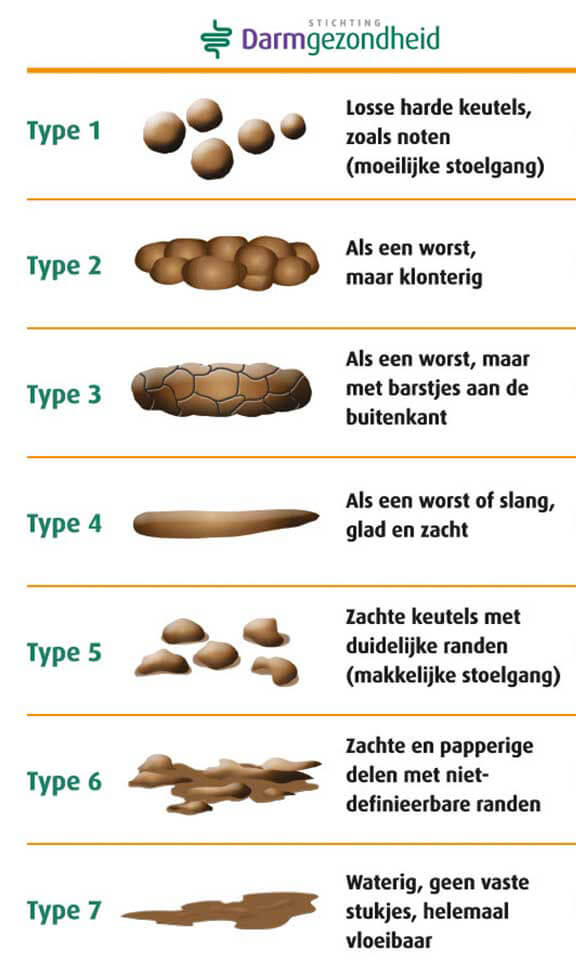 STICHTING
Darmgezondheid
Type 1
Losse harde keutels,
zoals noten
(moeilijke stoelgang)
Type 2
Als een worst,
maar klonterig
Type 3
Als een worst, maar
met barstjes aan de
buitenkant
Type 4
Als een worst of slang,
glad en zacht
Type 5
Zachte keutels met
duidelijke randen
(makkelijke stoelgang)
Type 6
Zachte en papperige
delen met niet-
definieerbare randen
Type 7
Waterig, geen vaste
stukjes, helemaal
vloeibaar